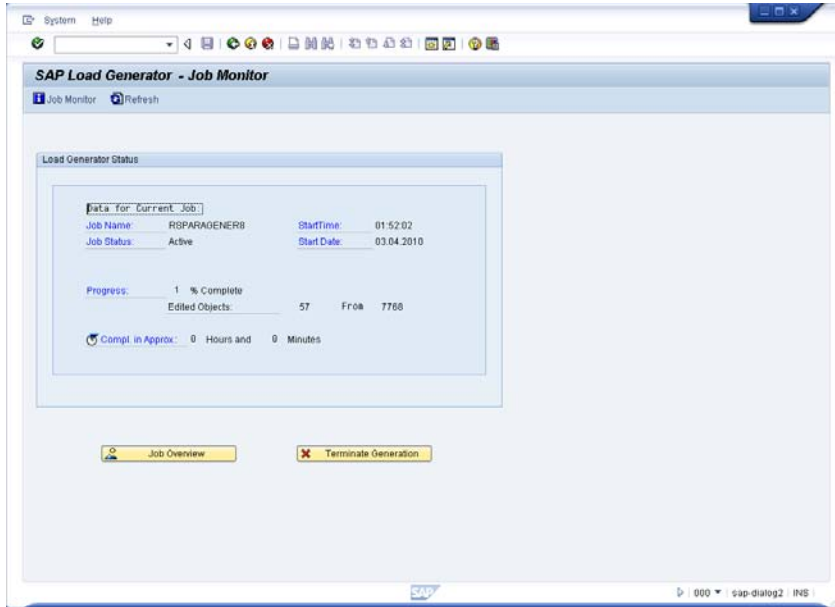 System Help
SAP Load Generator - Job Monitor
Job Monitor Refresh
Load Generator Status
Data for Current Job:
Job Name: RSPARAGENER8 StartTime: 01:52:02
Job Status: Active Start Date: 03.04.2010
Progress: 1 % Complete
Edited Objects: 57 From 7768
Compl. in Approx.: 0 Hours and 0 Minutes
Job Overview Terminate Generation
SAP
000 sap-dialog2 INS